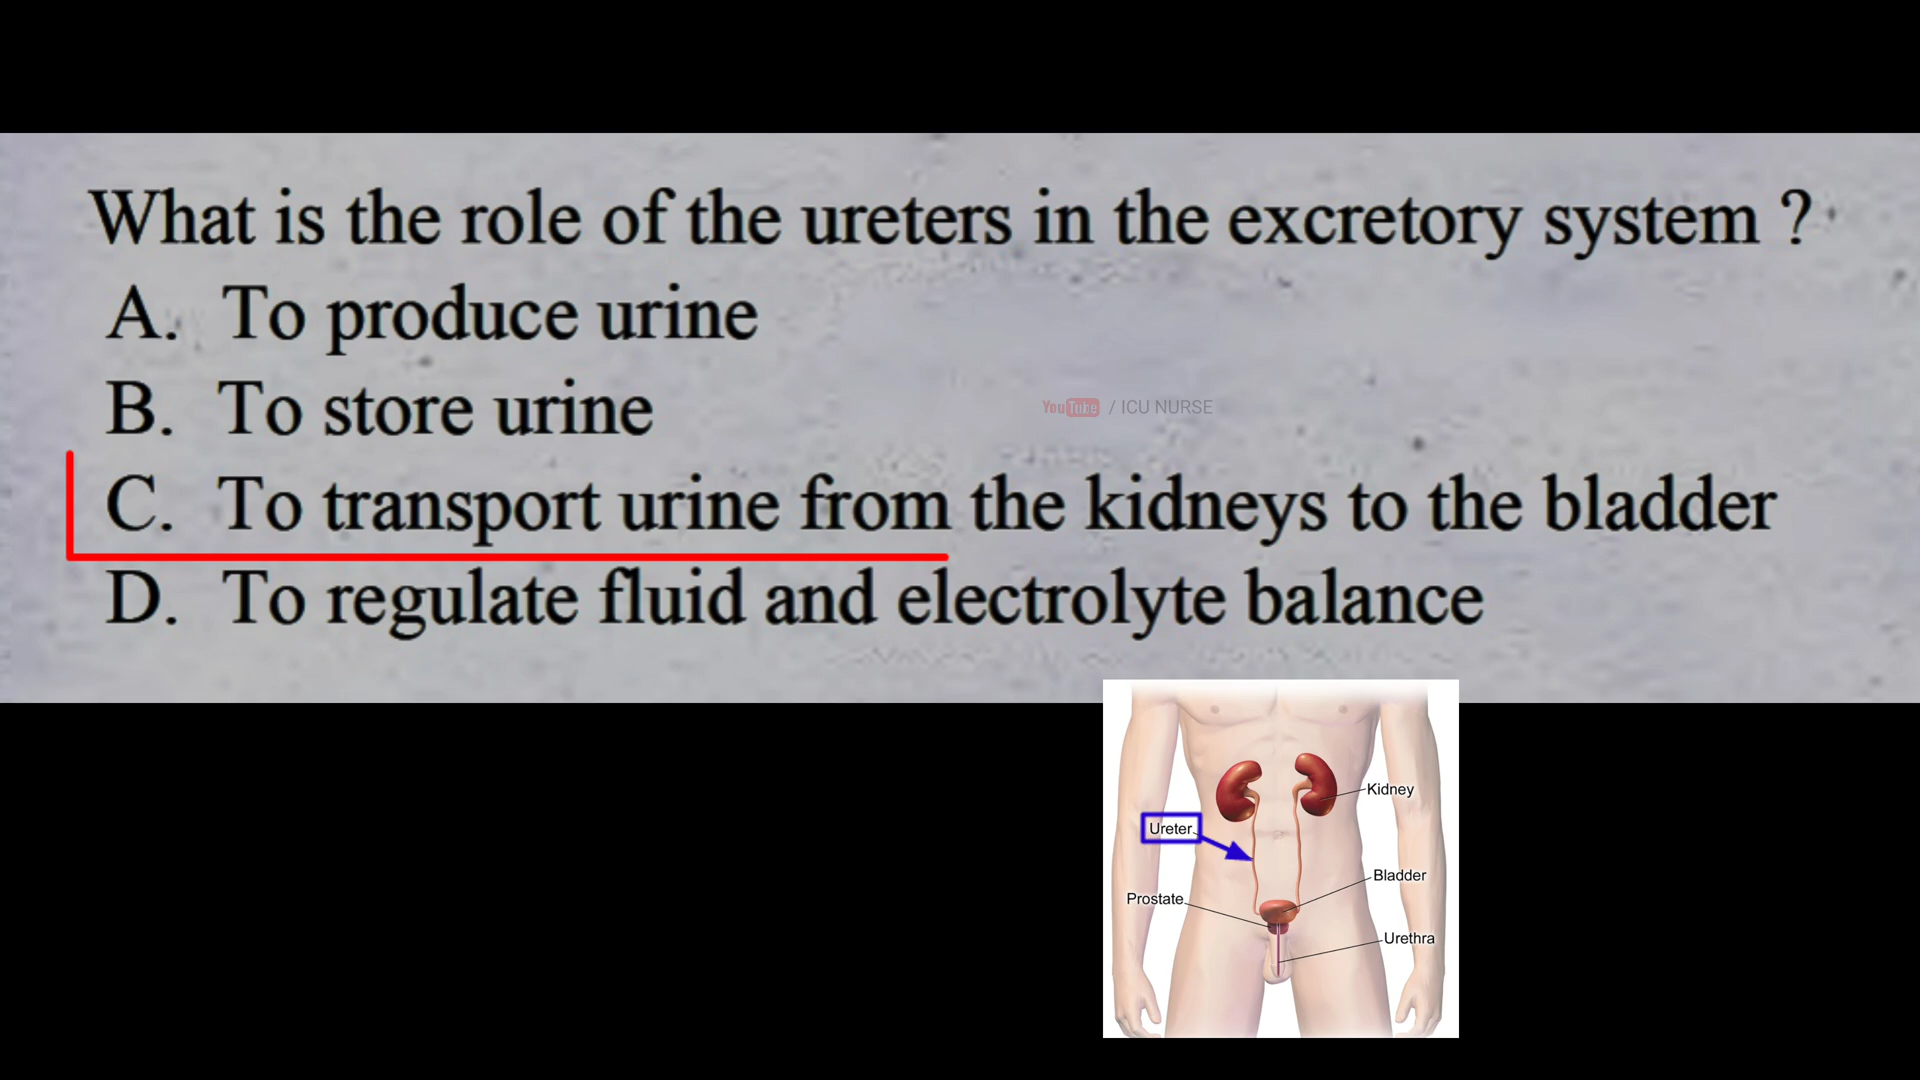 What is the role of the ureters in the excretory system ?
A. To produce urine
B. To store urine
YouTube / ICU NURSE
C. To transport urine from the kidneys to the bladder
D. To regulate fluid and electrolyte balance
Kidney
Ureter
Bladder
Prostate
Urethra